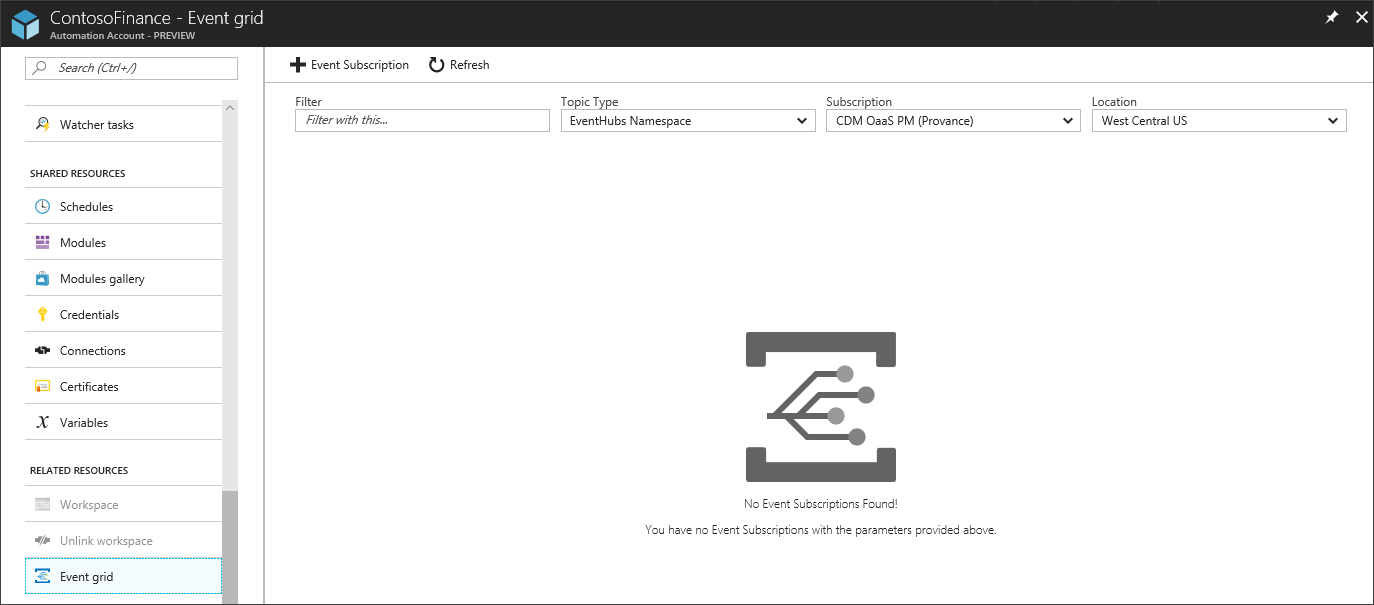 ContosoFinance - Event grid
Automation Account - PREVIEW
Search (Ctrl+/)
Watcher tasks
SHARED RESOURCES
Schedules
Modules
Modules gallery
Credentials
Connections
Certificates
Variables
RELATED RESOURCES
Workspace
Unlink workspace
Event grid
Event Subscription Refresh
Filter Topic Type Subscription Location
Filter with this... EventHubs Namespace CDM OaaS PM (Provance) West Central US
No Event Subscriptions Found!
You have no Event Subscriptions with the parameters provided above.